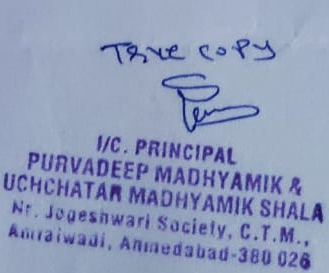 True copy
I/C. PRINCIPAL
PURVADEEP MADHYAMIK &
UCHCHATAR MADHYAMIK SHALA
Nr. Jogeshwari Society, C.T.M.,
Amraiwadi, Ahmedabad-380 026